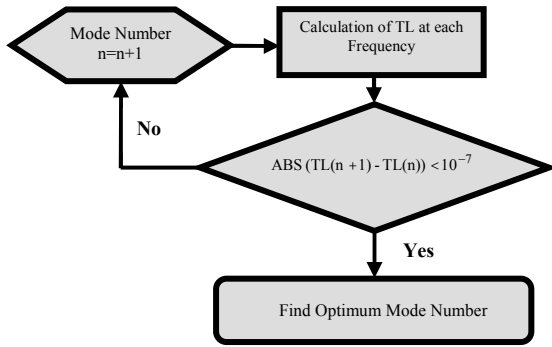 Mode Number
n=n+1
Calculation of TL at each
Frequency
No
ABS (TL(n +1) - TL(n)) < 10⁻⁷
Yes
Find Optimum Mode Number